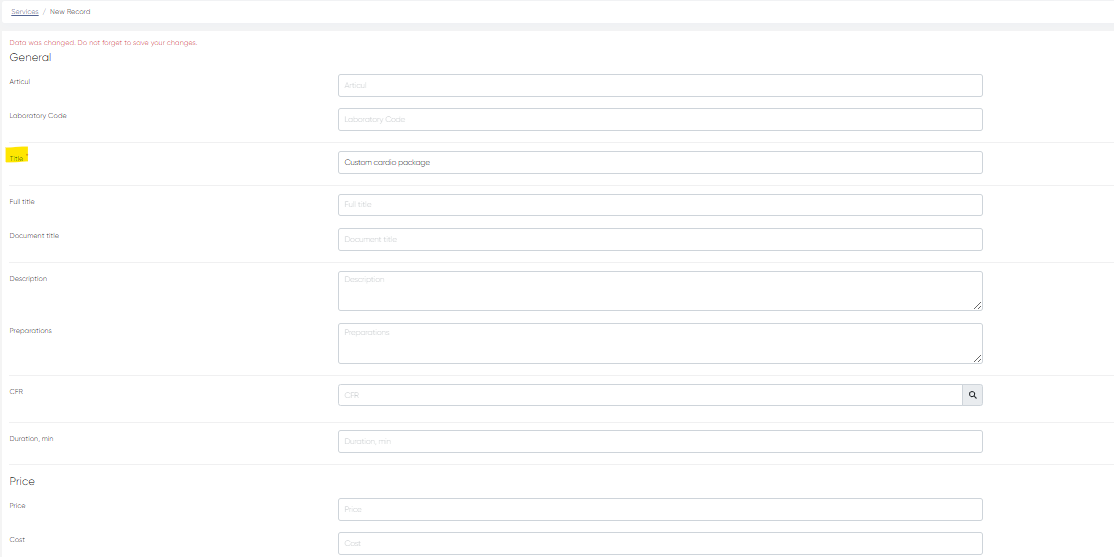 Services / New Record
Data was changed. Do not forget to save your changes.
General
Articul
Articul
Laboratory Code
Laboratory Code
Title *
Custom cardio package
Full title
Full title
Document title
Document title
Description
Description
Preparations
Preparations
CFR
CFR
Duration, min
Duration, min
Price
Price
Price
Cost
Cost